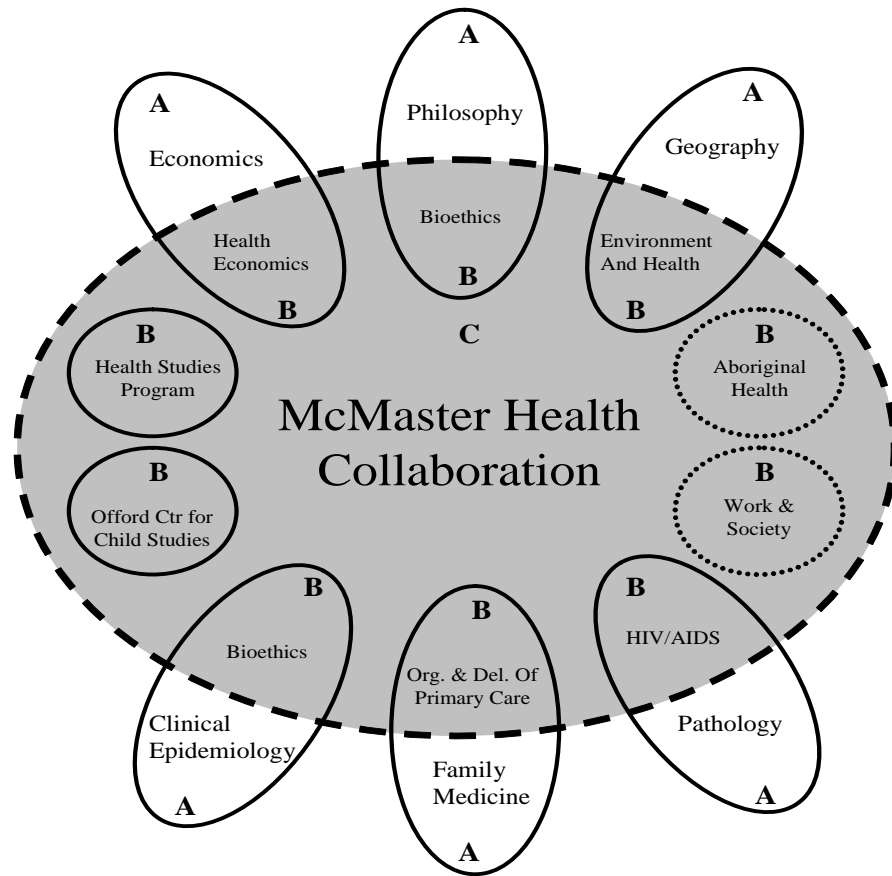 A
Philosophy
Bioethics
B
A
Economics
Health
Economics
B
A
Geography
Environment
And Health
B
C
B
Health Studies
Program
B
Aboriginal
Health
McMaster Health
Collaboration
B
Offord Ctr for
Child Studies
B
Work &
Society
B
Bioethics
Clinical
Epidemiology
A
B
Org. & Del. Of
Primary Care
Family
Medicine
A
B
HIV/AIDS
Pathology
A